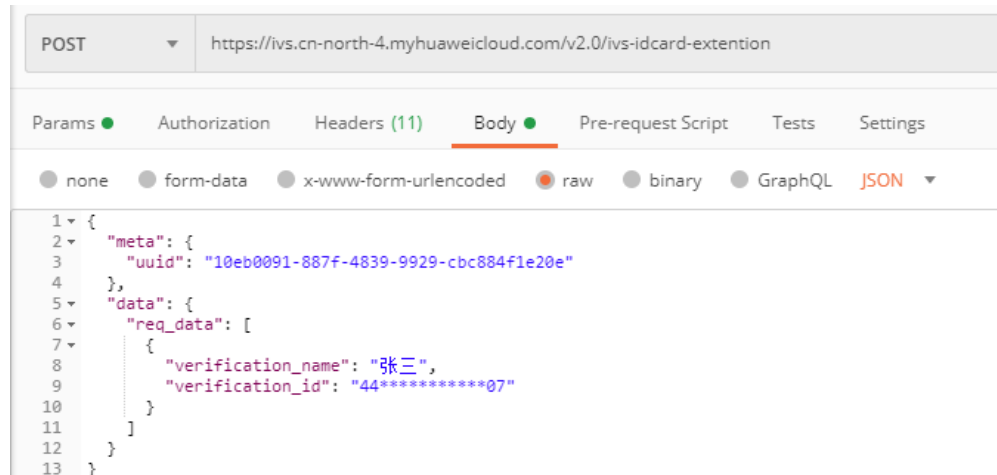 POST https://ivs.cn-north-4.myhuaweicloud.com/v2.0/ivs-idcard-extention
Params Authorization Headers (11) Body Pre-request Script Tests Settings
none form-data x-www-form-urlencoded raw binary GraphQL JSON
1 {
2 "meta": {
3 "uuid": "10eb0091-887f-4839-9929-cbc884f1e20e"
4 },
5 "data": {
6 "req_data": [
7 {
8 "verification_name": "张三",
9 "verification_id": "44***********07"
10 }
11 ]
12 }
13 }